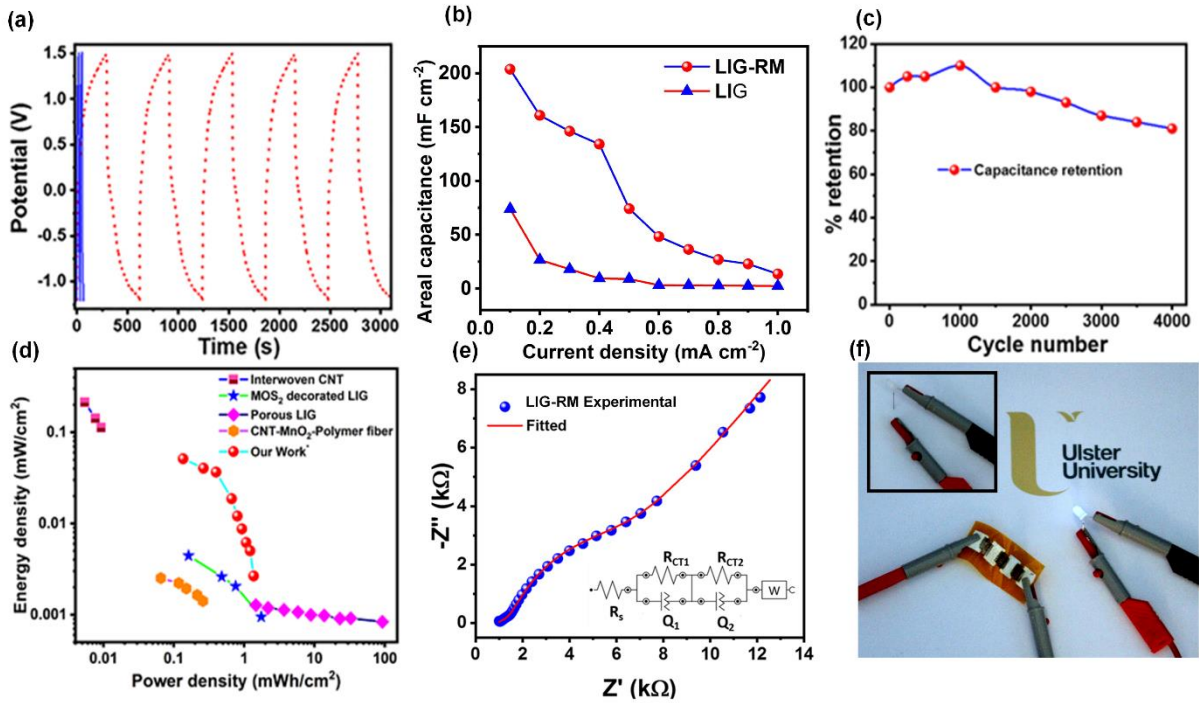 (a)
1.5
1.0
0.5
0.0
-0.5
-1.0
Potential (V)
0 500 1000 1500 2000 2500 3000
Time (s)
(b)
200
150
100
50
0
Areal capacitance (mF cm⁻²)
LIG-RM
LIG
0.0 0.2 0.4 0.6 0.8 1.0
Current density (mA cm⁻²)
(c)
120
100
80
60
40
20
0
% retention
Capacitance retention
0 1000 2000 3000 4000
Cycle number
(d)
0.1
0.01
0.001
Energy density (mW/cm²)
Interwoven CNT
MOS₂ decorated LIG
Porous LIG
CNT-MnO₂-Polymer fiber
Our Work*
0.01 0.1 1 10 100
Power density (mWh/cm²)
(e)
8
6
4
2
0
-Z'' (kΩ)
LIG-RM Experimental
Fitted
R_CT1 R_CT2
R_s
W
Q₁ Q₂
0 2 4 6 8 10 12 14
Z' (kΩ)
(f)
Ulster
University